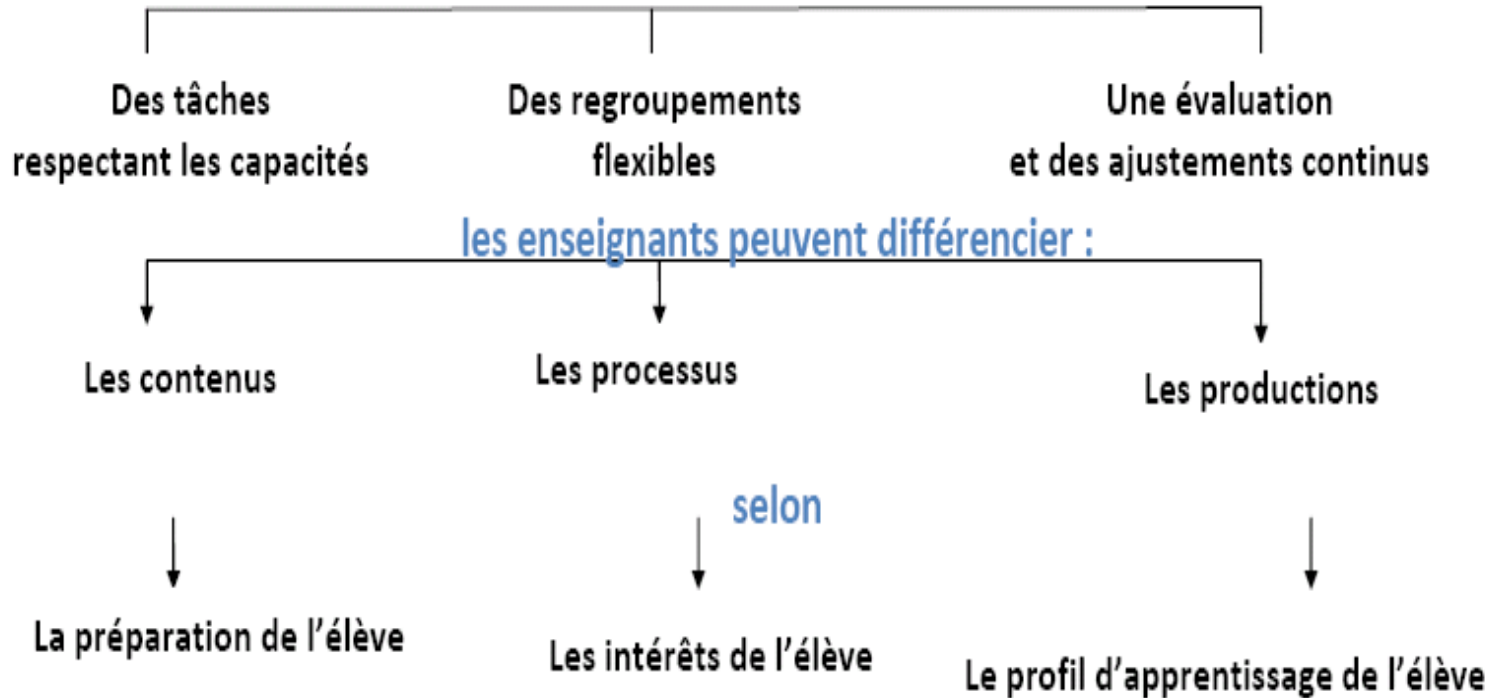 Des tâches
respectant les capacités
Des regroupements
flexibles
Une évaluation
et des ajustements continus
les enseignants peuvent différencier :
Les contenus
Les processus
Les productions
selon
La préparation de l’élève
Les intérêts de l’élève
Le profil d’apprentissage de l’élève